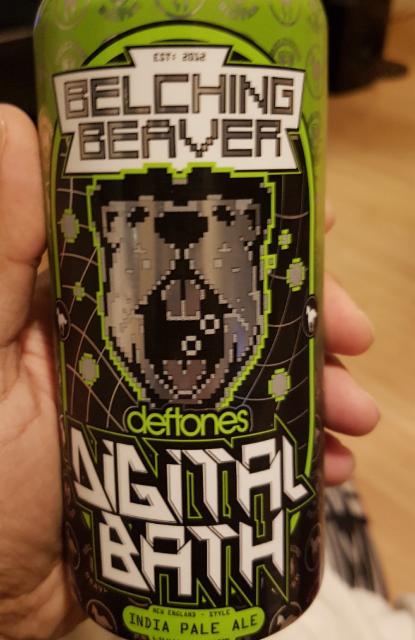 EST: 2012
BELCHING
BEAVER
deftones
DIGITAL
BATH
NEW ENGLAND - STYLE
INDIA PALE ALE